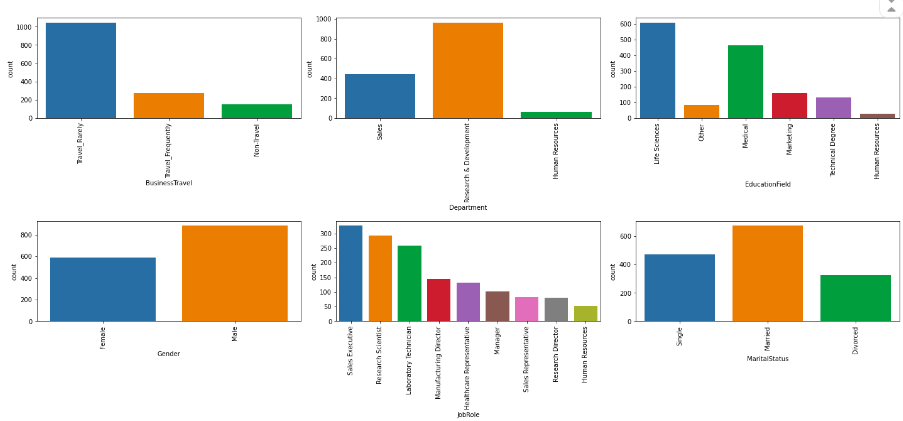 1000
800
600
400
200
0
count
Travel_Rarely
Travel_Frequently
Non-Travel
BusinessTravel
1000
800
600
400
200
0
count
Sales
Research & Development
Human Resources
Department
600
500
400
300
200
100
0
count
Life Sciences
Other
Medical
Marketing
Technical Degree
Human Resources
EducationField
800
600
400
200
0
count
Female
Male
Gender
300
250
200
150
100
50
0
count
Sales Executive
Research Scientist
Laboratory Technician
Manufacturing Director
Healthcare Representative
Manager
Sales Representative
Research Director
Human Resources
JobRole
600
400
200
0
count
Single
Married
Divorced
MaritalStatus